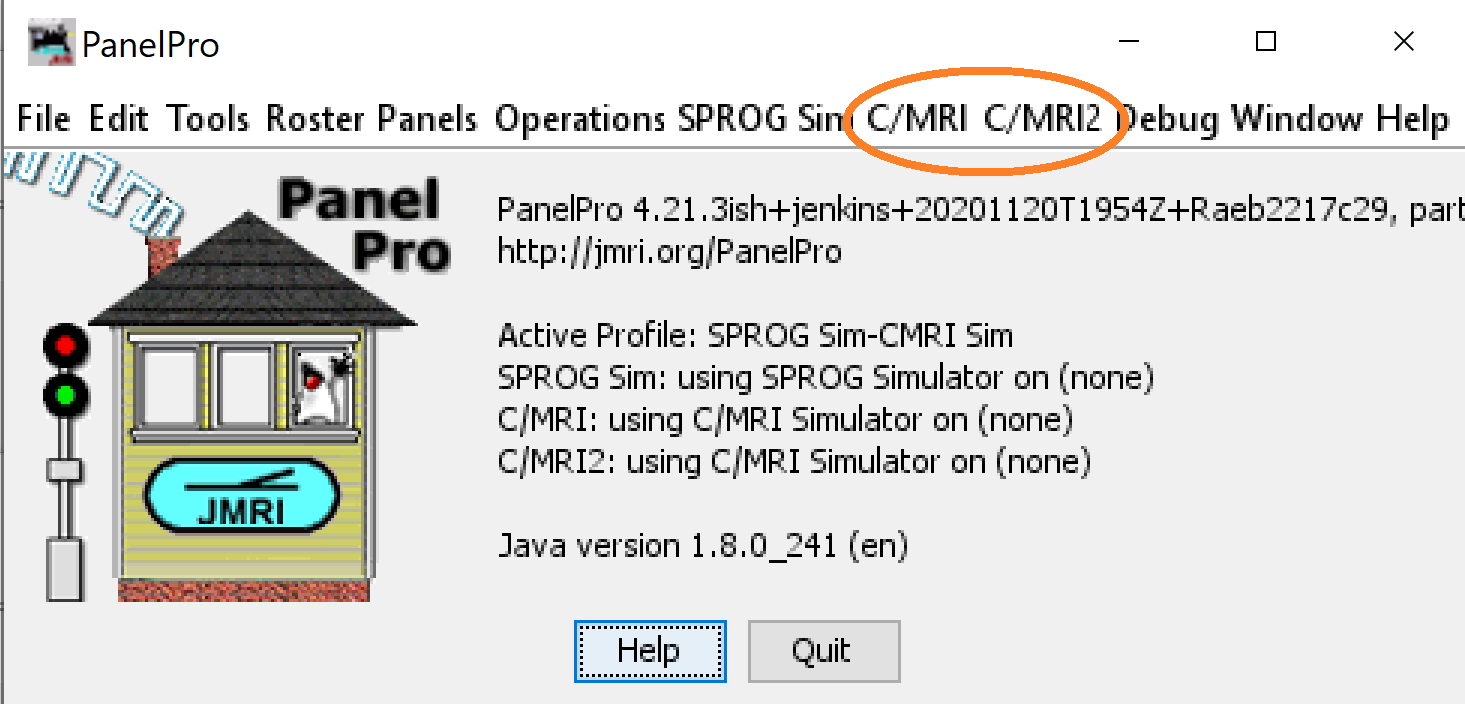 PanelPro
File Edit Tools Roster Panels Operations SPROG Sim C/MRI C/MRI2 Debug Window Help
Panel
Pro
PanelPro 4.21.3ish+jenkins+20201120T1954Z+Raeb2217c29, part
http://jmri.org/PanelPro
Active Profile: SPROG Sim-CMRI Sim
SPROG Sim: using SPROG Simulator on (none)
C/MRI: using C/MRI Simulator on (none)
C/MRI2: using C/MRI Simulator on (none)
JMRI
Java version 1.8.0_241 (en)
Help Quit